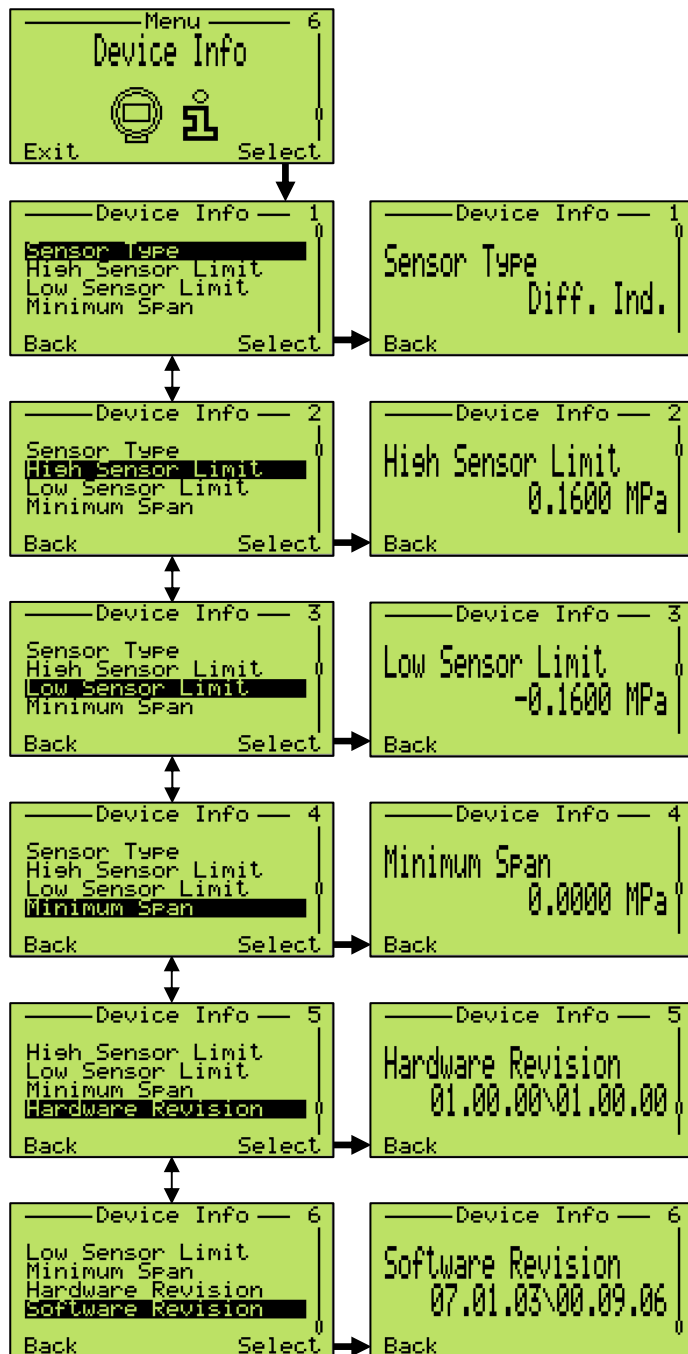 Menu 6
Device Info
Exit Select
Device Info 1
Sensor Type
High Sensor Limit
Low Sensor Limit
Minimum Span
Back Select
Device Info 1
Sensor Type
Diff. Ind.
Back
Device Info 2
Sensor Type
High Sensor Limit
Low Sensor Limit
Minimum Span
Back Select
Device Info 2
High Sensor Limit
0.1600 MPa
Back
Device Info 3
Sensor Type
High Sensor Limit
Low Sensor Limit
Minimum Span
Back Select
Device Info 3
Low Sensor Limit
-0.1600 MPa
Back
Device Info 4
Sensor Type
High Sensor Limit
Low Sensor Limit
Minimum Span
Back Select
Device Info 4
Minimum Span
0.0000 MPa
Back
Device Info 5
High Sensor Limit
Low Sensor Limit
Minimum Span
Hardware Revision
Back Select
Device Info 5
Hardware Revision
01.00.00\01.00.00
Back
Device Info 6
Low Sensor Limit
Minimum Span
Hardware Revision
Software Revision
Back Select
Device Info 6
Software Revision
07.01.03\00.09.06
Back